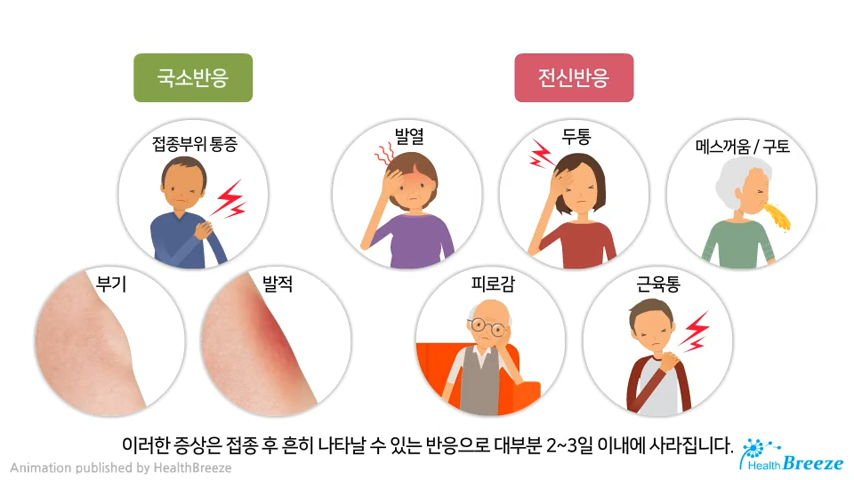 국소반응
전신반응
접종부위 통증
발열
두통
메스꺼움 / 구토
부기
발적
피로감
근육통
이러한 증상은 접종 후 흔히 나타날 수 있는 반응으로 대부분 2~3일 이내에 사라집니다.
Animation published by HealthBreeze
Health Breeze